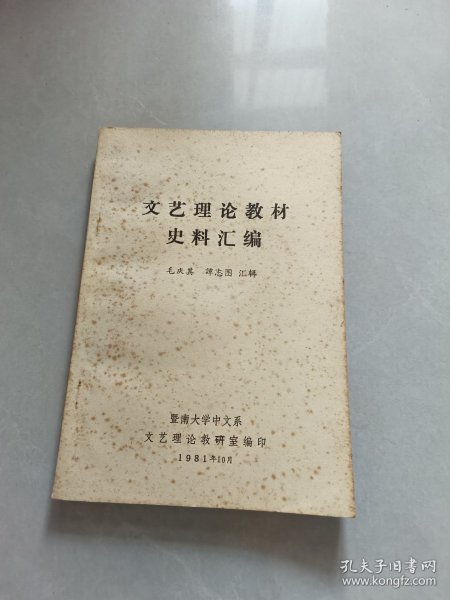 文艺理论教材
史料汇编
毛庆其 谭志图 汇辑
暨南大学中文系
文艺理论教研室编印
1981年10月
孔夫子旧书网
www.kongfz.com